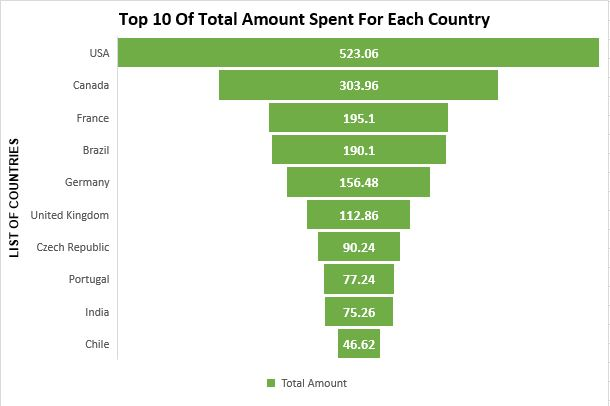 Top 10 Of Total Amount Spent For Each Country
LIST OF COUNTRIES
USA 523.06
Canada 303.96
France 195.1
Brazil 190.1
Germany 156.48
United Kingdom 112.86
Czech Republic 90.24
Portugal 77.24
India 75.26
Chile 46.62
Total Amount